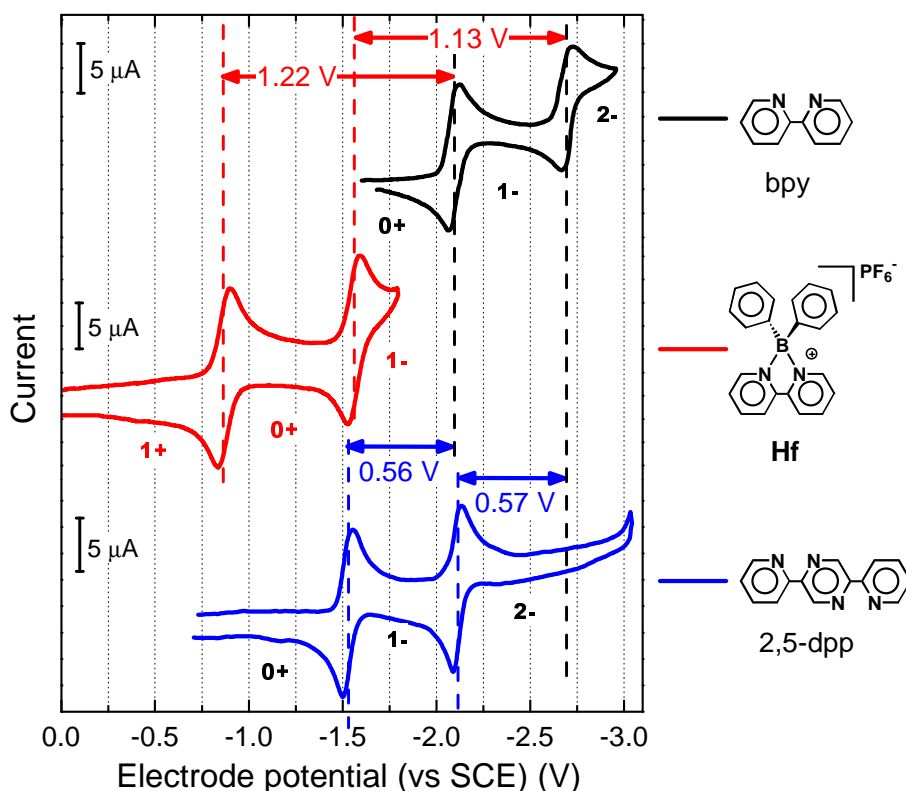 5 μA
1.13 V
1.22 V
2-
1-
0+
N N
bpy
5 μA
1-
1+
0+
PF6-
B
+
N N
Hf
0.56 V
0.57 V
5 μA
2-
1-
0+
N
N
N
N
2,5-dpp
Current
0.0 -0.5 -1.0 -1.5 -2.0 -2.5 -3.0
Electrode potential (vs SCE) (V)